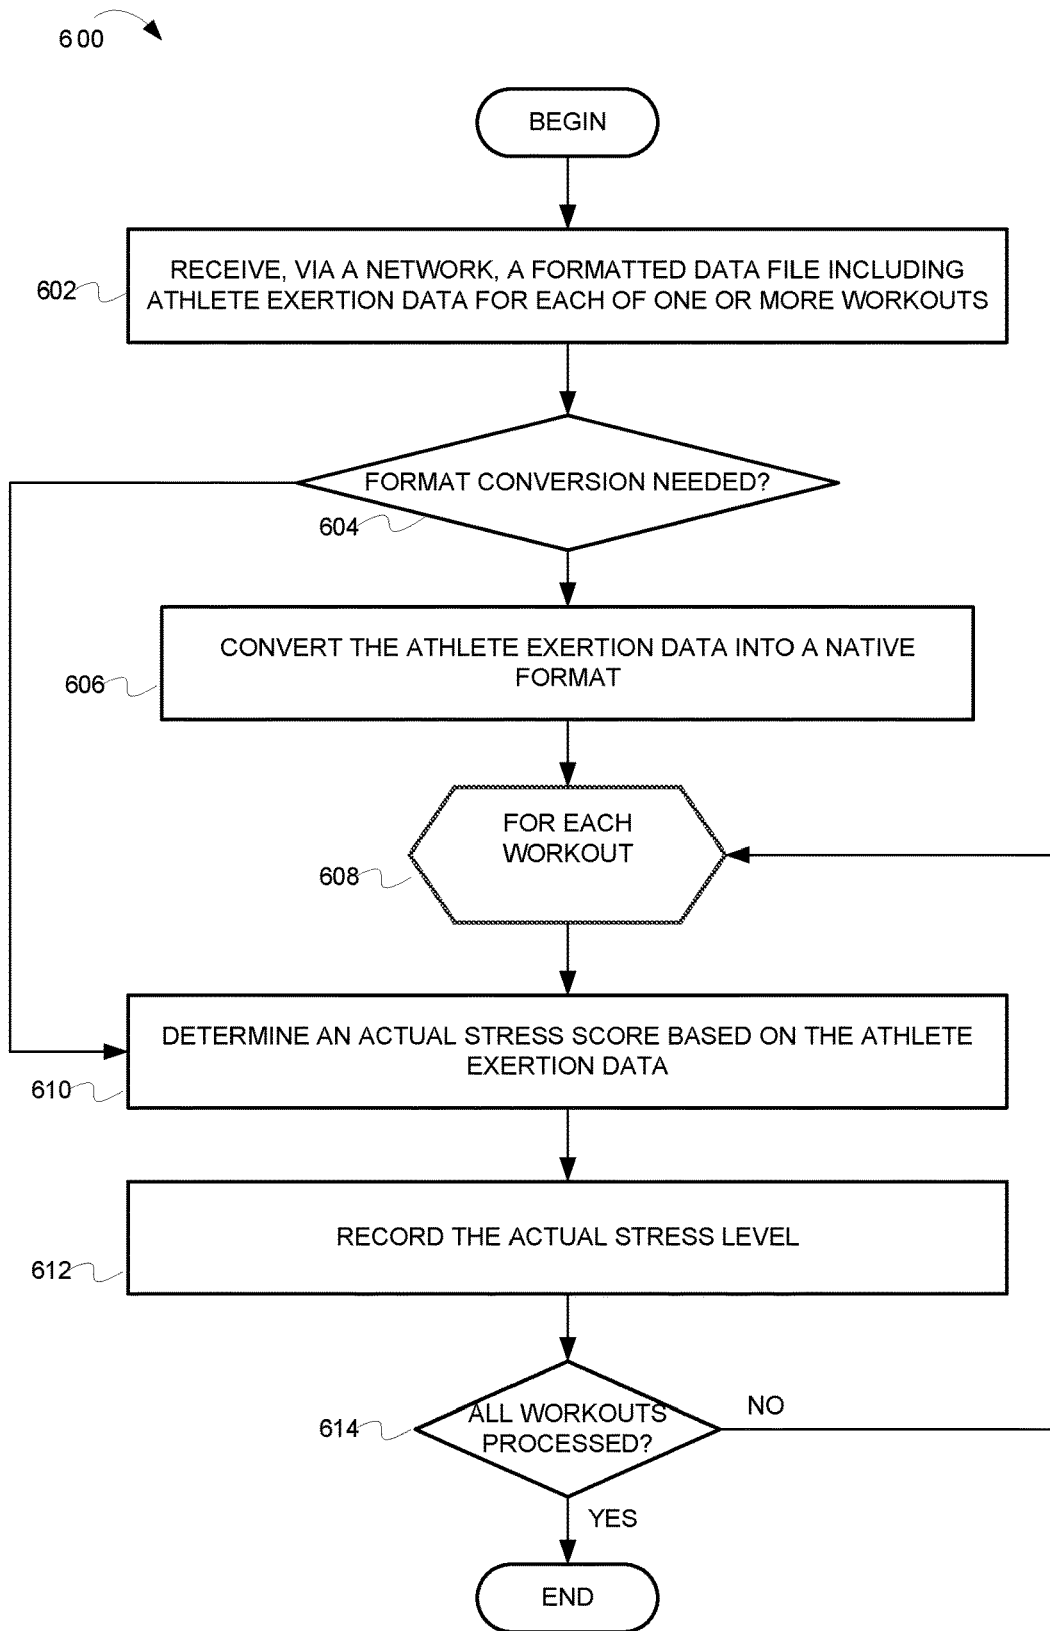 600
BEGIN
RECEIVE, VIA A NETWORK, A FORMATTED DATA FILE INCLUDING
ATHLETE EXERTION DATA FOR EACH OF ONE OR MORE WORKOUTS
602
FORMAT CONVERSION NEEDED?
604
CONVERT THE ATHLETE EXERTION DATA INTO A NATIVE
FORMAT
606
FOR EACH
WORKOUT
608
DETERMINE AN ACTUAL STRESS SCORE BASED ON THE ATHLETE
EXERTION DATA
610
RECORD THE ACTUAL STRESS LEVEL
612
ALL WORKOUTS
PROCESSED?
614
NO
YES
END